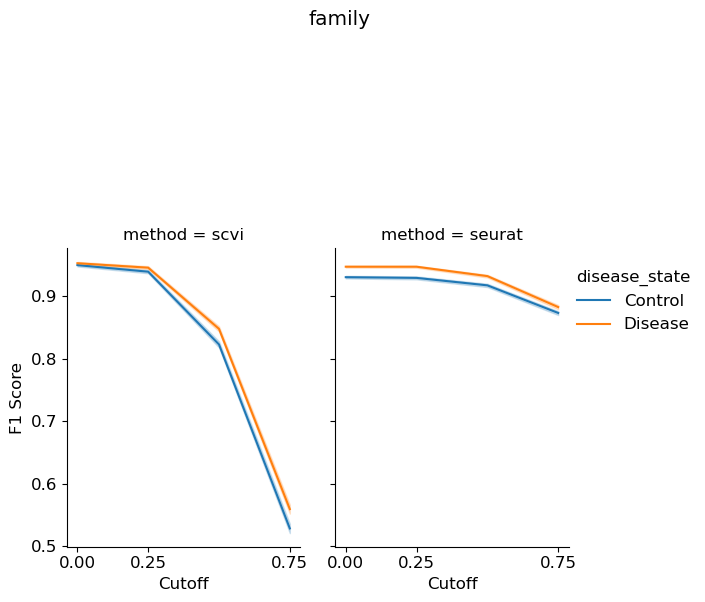 family
method = scvi
method = seurat
disease_state
Control
Disease
F1 Score
0.9
0.8
0.7
0.6
0.5
0.00 0.25 0.75
0.00 0.25 0.75
Cutoff
Cutoff